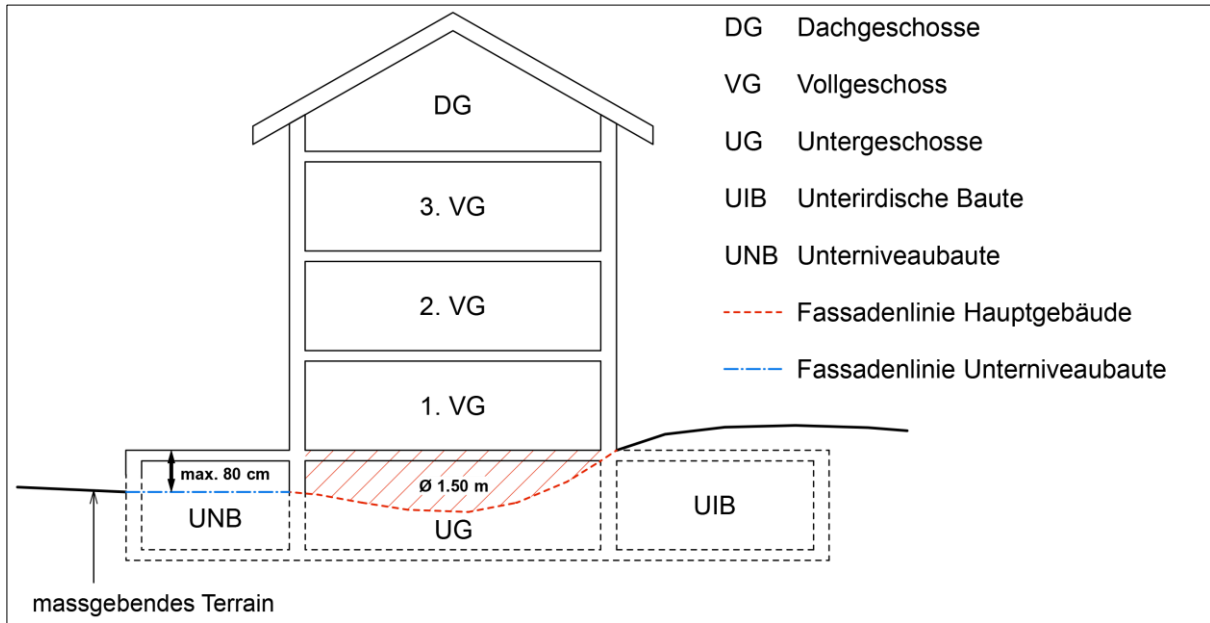 DG Dachgeschosse
VG Vollgeschoss
UG Untergeschosse
UIB Unterirdische Baute
UNB Unterniveaubaute
Fassadenlinie Hauptgebäude
Fassadenlinie Unterniveaubaute
DG
3. VG
2. VG
1. VG
max. 80 cm
Ø 1.50 m
UNB
UG
UIB
massgebendes Terrain